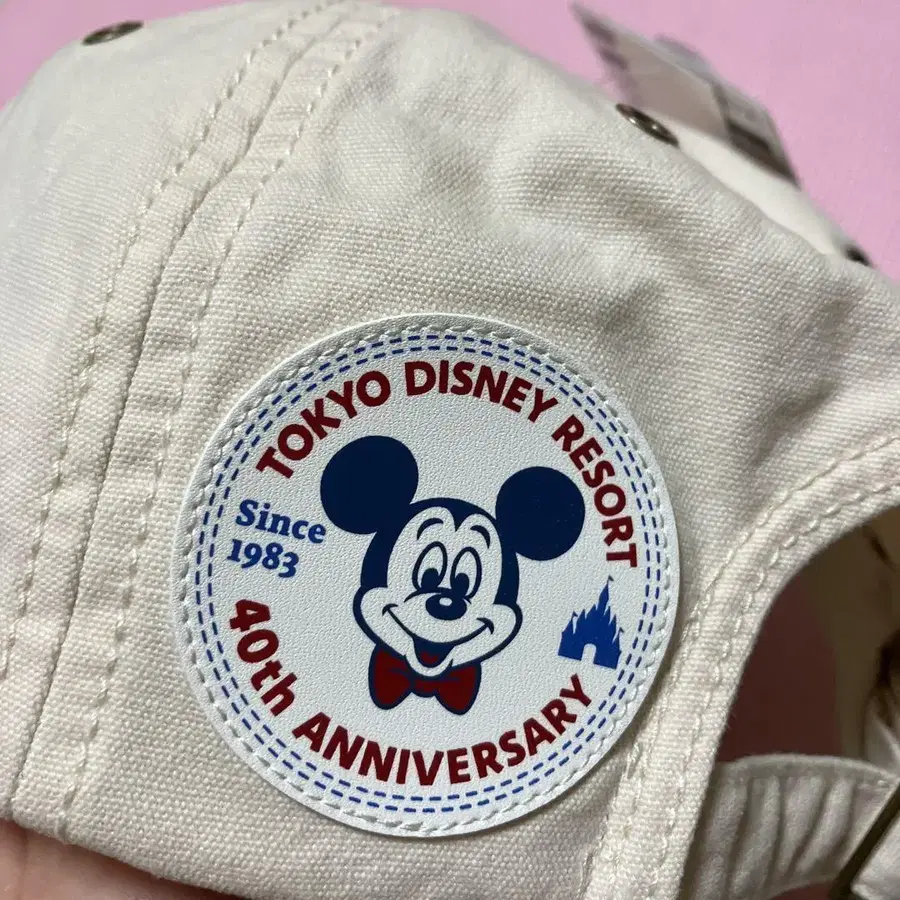 TOKYO DISNEY RESORT
Since
1983
40th ANNIVERSARY